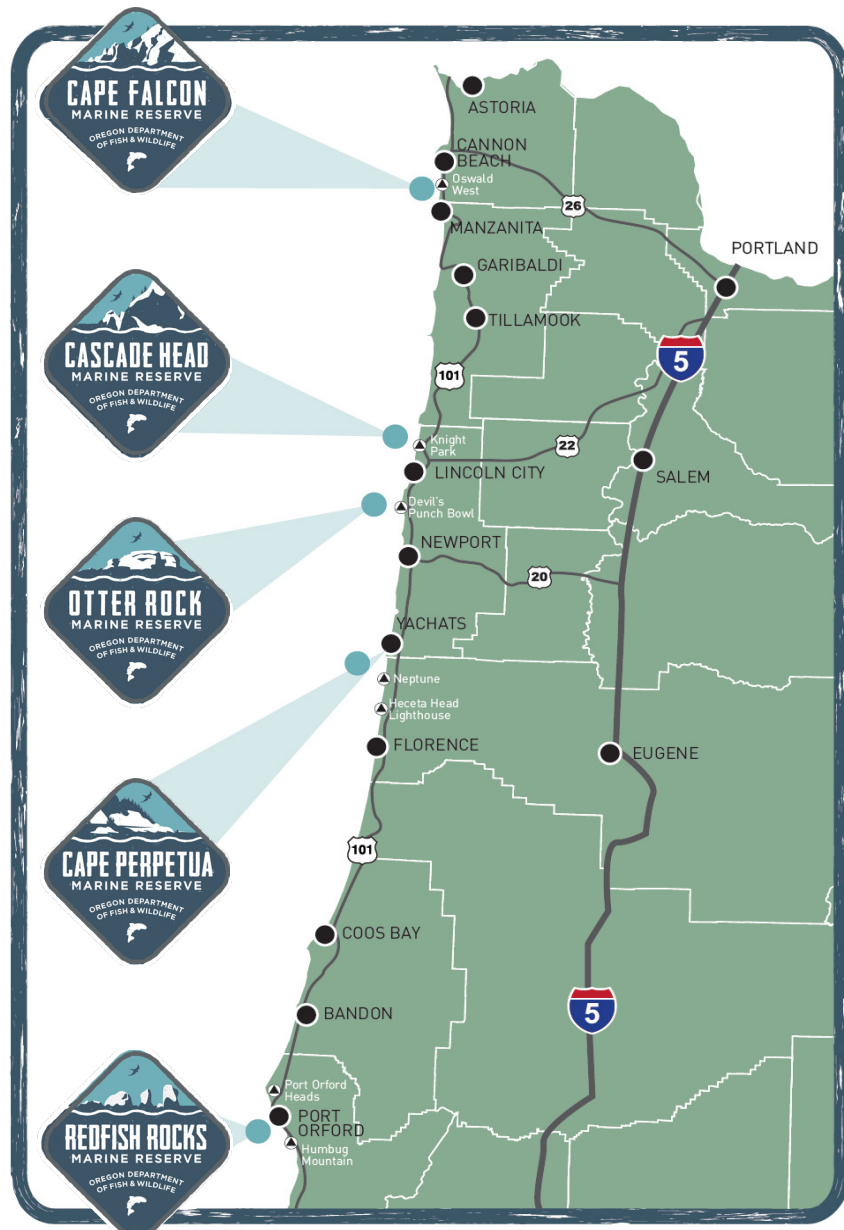 CAPE FALCON
MARINE RESERVE
OREGON DEPARTMENT
OF FISH & WILDLIFE
CASCADE HEAD
MARINE RESERVE
OREGON DEPARTMENT
OF FISH & WILDLIFE
OTTER ROCK
MARINE RESERVE
OREGON DEPARTMENT
OF FISH & WILDLIFE
CAPE PERPETUA
MARINE RESERVE
OREGON DEPARTMENT
OF FISH & WILDLIFE
REDFISH ROCKS
MARINE RESERVE
OREGON DEPARTMENT
OF FISH & WILDLIFE
ASTORIA
CANNON
BEACH
Oswald
West
26
MANZANITA
PORTLAND
GARIBALDI
TILLAMOOK
5
101
Knight
Park
22
LINCOLN CITY
SALEM
Devil's
Punch Bowl
NEWPORT
20
YACHATS
Neptune
Heceta Head
Lighthouse
FLORENCE
EUGENE
101
COOS BAY
BANDON
5
Port Orford
Heads
PORT
ORFORD
Humbug
Mountain